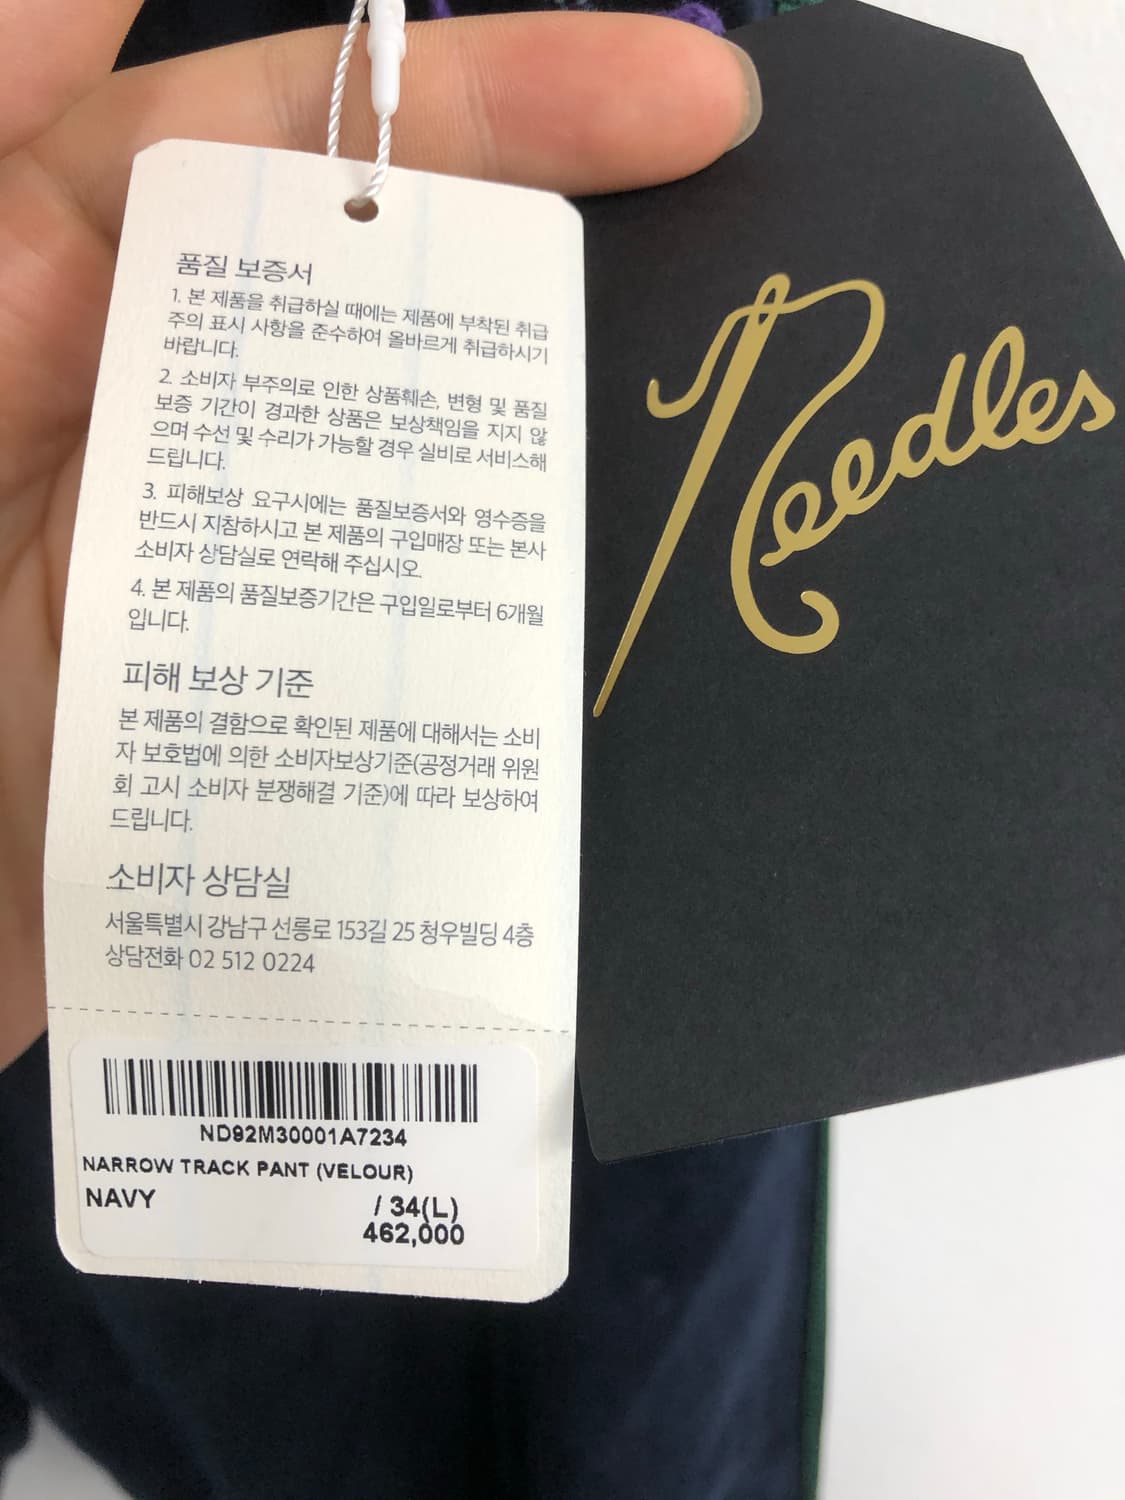 품질 보증서
1. 본 제품을 취급하실 때에는 제품에 부착된 취급
주의 표시 사항을 준수하여 올바르게 취급하시기
바랍니다.
2. 소비자 부주의로 인한 상품훼손, 변형 및 품질
보증 기간이 경과한 상품은 보상책임을 지지 않
으며 수선 및 수리가 가능할 경우 실비로 서비스해
드립니다.
3. 피해보상 요구시에는 품질보증서와 영수증을
반드시 지참하시고 본 제품의 구입매장 또는 본사
소비자 상담실로 연락해 주십시오.
4. 본 제품의 품질보증기간은 구입일로부터 6개월
입니다.
피해 보상 기준
본 제품의 결함으로 확인된 제품에 대해서는 소비
자 보호법에 의한 소비자보상기준(공정거래 위원
회 고시 소비자 분쟁해결 기준)에 따라 보상하여
드립니다.
소비자 상담실
서울특별시 강남구 선릉로 153길 25 청우빌딩 4층
상담전화 02 512 0224
ND92M30001A7234
NARROW TRACK PANT (VELOUR)
NAVY / 34(L)
462,000
Needles